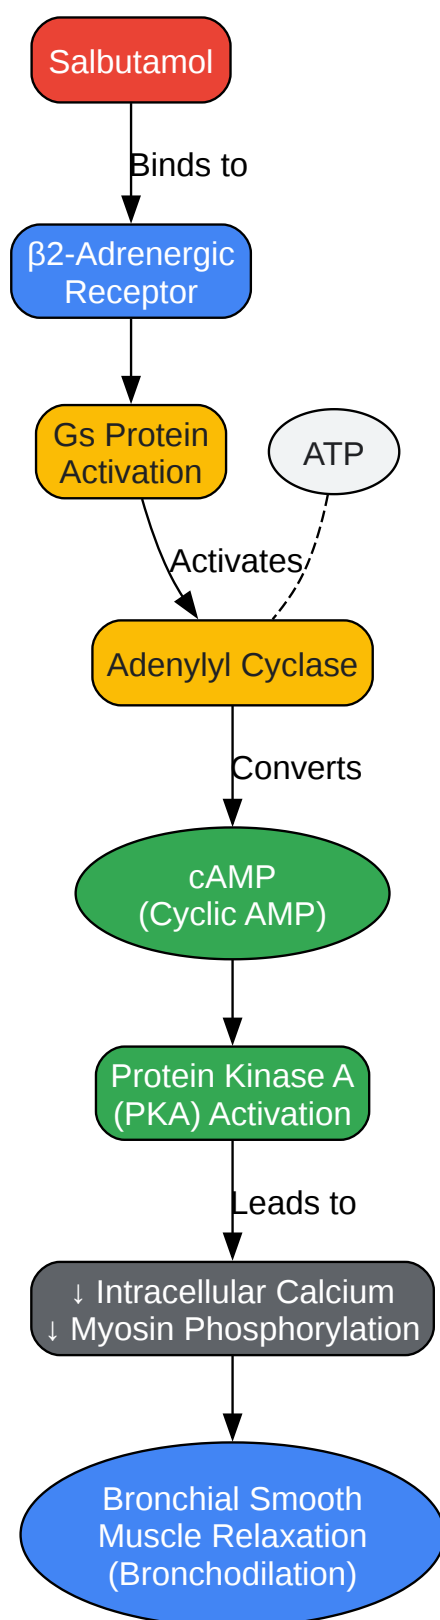 Salbutamol
Binds to
β2-Adrenergic
Receptor
Gs Protein
Activation
ATP
Activates
Adenylyl Cyclase
Converts
cAMP
(Cyclic AMP)
Protein Kinase A
(PKA) Activation
Leads to
↓ Intracellular Calcium
↓ Myosin Phosphorylation
Bronchial Smooth
Muscle Relaxation
(Bronchodilation)